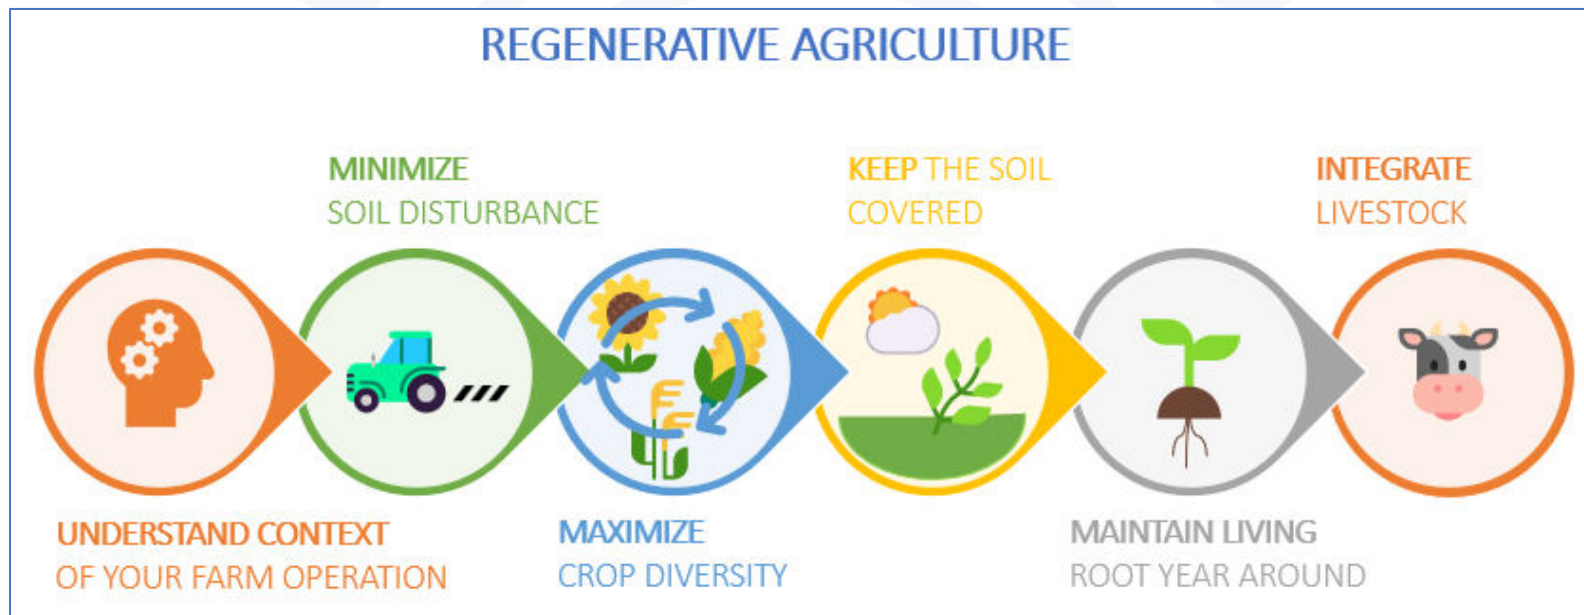 REGENERATIVE AGRICULTURE
UNDERSTAND CONTEXT
OF YOUR FARM OPERATION
MINIMIZE
SOIL DISTURBANCE
MAXIMIZE
CROP DIVERSITY
KEEP THE SOIL
COVERED
MAINTAIN LIVING
ROOT YEAR AROUND
INTEGRATE
LIVESTOCK